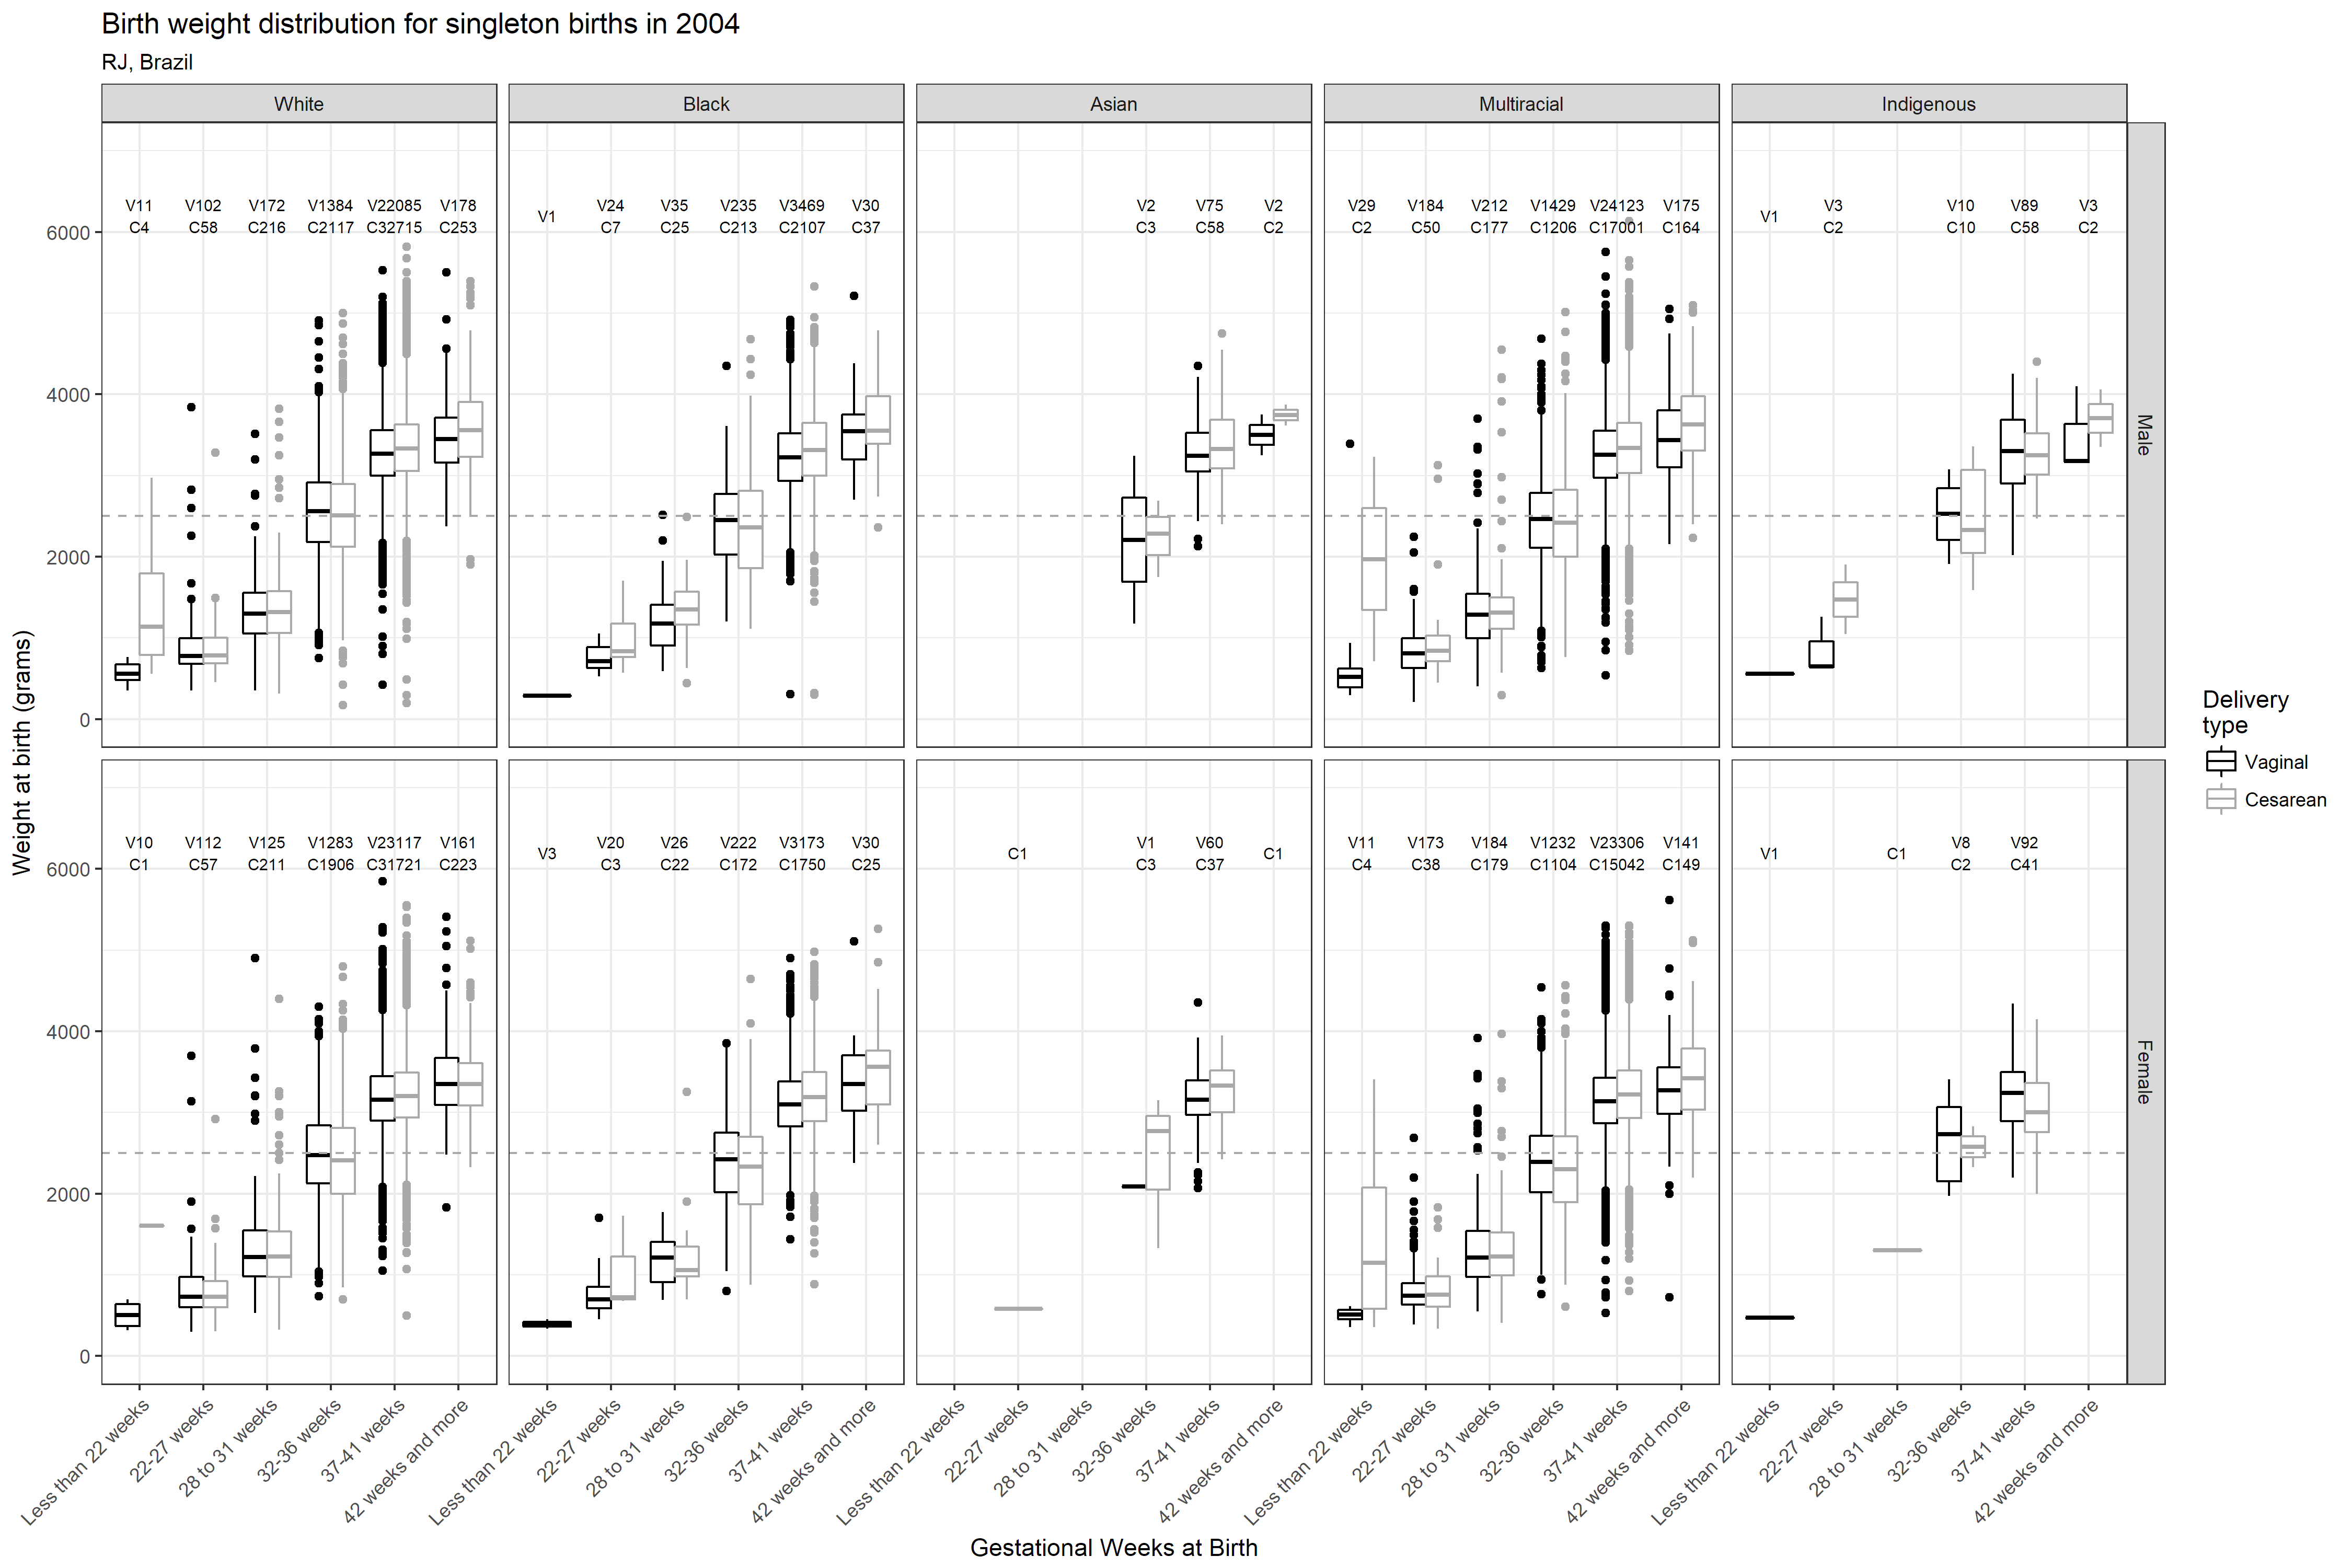 Birth weight distribution for singleton births in 2004
RJ, Brazil
White
Black
Asian
Multiracial
Indigenous
V11 V102 V172 V1384 V22085 V178
C4 C58 C216 C2117 C32715 C253
V1 V24 V35 V235 V3469 V30
C7 C25 C213 C2107 C37
V2 V75 V2
C3 C58 C2
V29 V184 V212 V1429 V24123 V175
C2 C50 C177 C1206 C17001 C164
V1 V3 V10 V89 V3
C2 C10 C58 C2
6000
4000
2000
0
Male
V10 V112 V125 V1283 V23117 V161
C1 C57 C211 C1906 C31721 C223
V3 V20 V26 V222 V3173 V30
C3 C22 C172 C1750 C25
C1 V1 V60 C1
C3 C37
V11 V173 V184 V1232 V23306 V141
C4 C38 C179 C1104 C15042 C149
V1 C1 V8 V92
C2 C41
6000
4000
2000
0
Female
Weight at birth (grams)
Less than 22 weeks
22-27 weeks
28 to 31 weeks
32-36 weeks
37-41 weeks
42 weeks and more
Less than 22 weeks
22-27 weeks
28 to 31 weeks
32-36 weeks
37-41 weeks
42 weeks and more
Less than 22 weeks
22-27 weeks
28 to 31 weeks
32-36 weeks
37-41 weeks
42 weeks and more
Less than 22 weeks
22-27 weeks
28 to 31 weeks
32-36 weeks
37-41 weeks
42 weeks and more
Less than 22 weeks
22-27 weeks
28 to 31 weeks
32-36 weeks
37-41 weeks
42 weeks and more
Gestational Weeks at Birth
Delivery
type
Vaginal
Cesarean